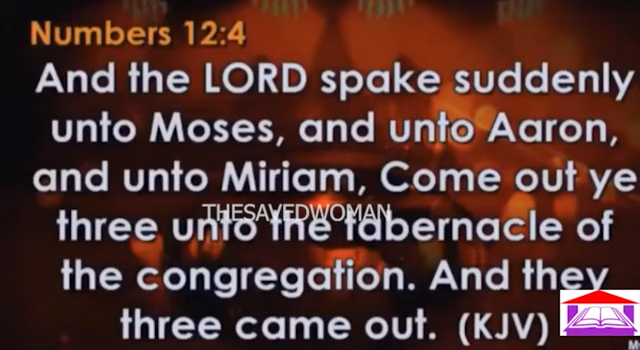 Numbers 12:4
And the LORD spake suddenly
unto Moses, and unto Aaron,
and unto Miriam, Come out ye
THESAVEDWOMAN
three unto the tabernacle of
the congregation. And they
three came out. (KJV)
M